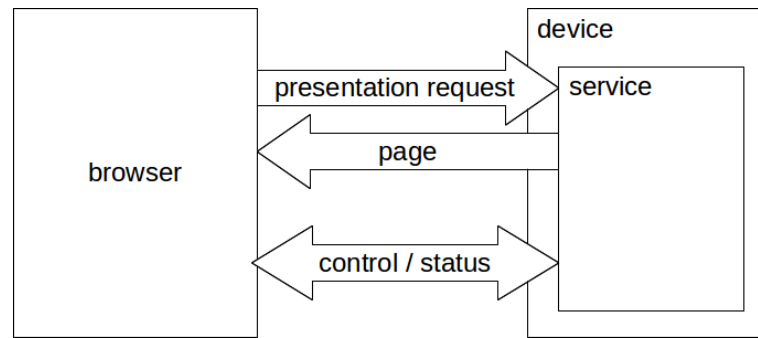 device
presentation request
service
page
browser
control / status